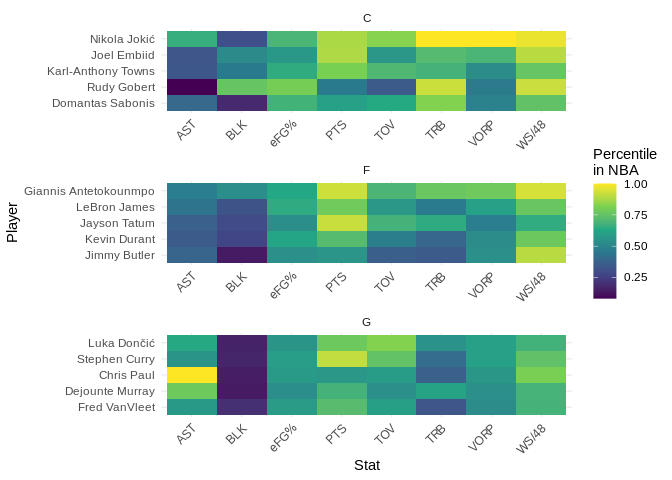 C
Nikola Jokić
Joel Embiid
Karl-Anthony Towns
Rudy Gobert
Domantas Sabonis
AST BLK eFG% PTS TOV TRB VORP WS/48
F
Giannis Antetokounmpo
LeBron James
Jayson Tatum
Kevin Durant
Jimmy Butler
AST BLK eFG% PTS TOV TRB VORP WS/48
G
Luka Dončić
Stephen Curry
Chris Paul
Dejounte Murray
Fred VanVleet
AST BLK eFG% PTS TOV TRB VORP WS/48
Stat
Player
Percentile
in NBA
1.00
0.75
0.50
0.25